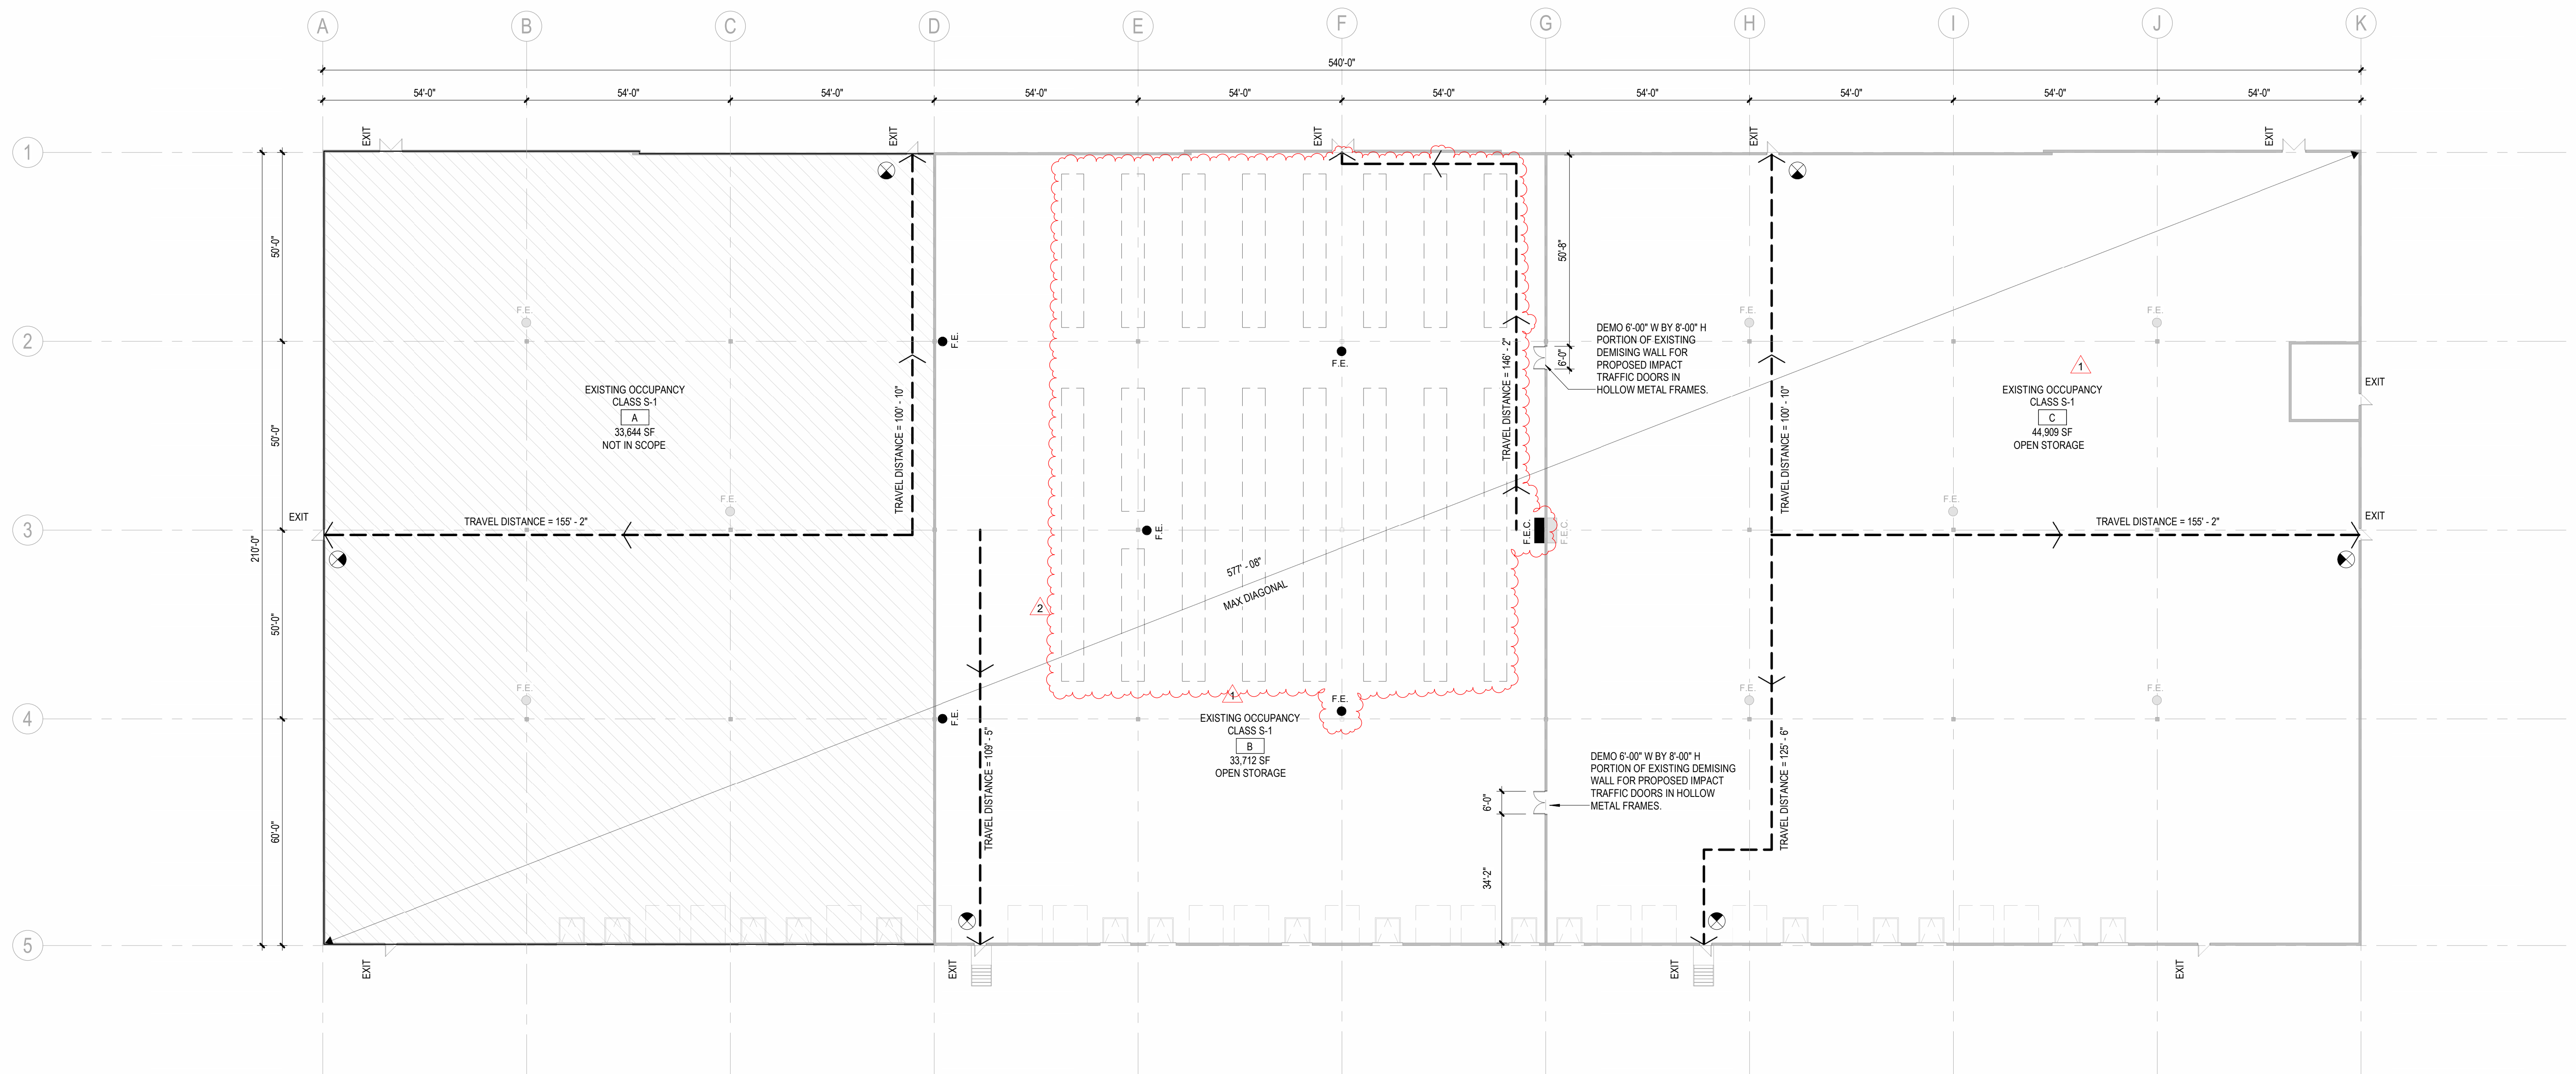 A
B
C
D
E
F
G
H
I
J
K
540'-0"
54'-0"
54'-0"
54'-0"
54'-0"
54'-0"
54'-0"
54'-0"
54'-0"
54'-0"
54'-0"
EXIT
EXIT
EXIT
EXIT
EXIT
1
2
3
4
5
210'-0"
50'-0"
50'-0"
50'-0"
60'-0"
F.E.
F.E.
F.E.
EXISTING OCCUPANCY
CLASS S-1
A
33,644 SF
NOT IN SCOPE
TRAVEL DISTANCE = 100' - 10"
EXIT
TRAVEL DISTANCE = 155' - 2"
F.E.
F.E.
F.E.
F.E.
F.E.
TRAVEL DISTANCE = 109' - 5"
2
577' - 08"
MAX DIAGONAL
TRAVEL DISTANCE = 146' - 2"
F.E.C.
F.E.C.
1
EXISTING OCCUPANCY
CLASS S-1
B
33,712 SF
OPEN STORAGE
50'-8"
6'-0"
DEMO 6'-00" W BY 8'-00" H
PORTION OF EXISTING
DEMISING WALL FOR
PROPOSED IMPACT
TRAFFIC DOORS IN
HOLLOW METAL FRAMES.
6'-0"
34'-2"
DEMO 6'-00" W BY 8'-00" H
PORTION OF EXISTING DEMISING
WALL FOR PROPOSED IMPACT
TRAFFIC DOORS IN HOLLOW
METAL FRAMES.
F.E.
F.E.
F.E.
F.E.
F.E.
TRAVEL DISTANCE = 100' - 10"
TRAVEL DISTANCE = 125' - 6"
1
EXISTING OCCUPANCY
CLASS S-1
C
44,909 SF
OPEN STORAGE
TRAVEL DISTANCE = 155' - 2"
EXIT
EXIT
EXIT
EXIT
EXIT
EXIT